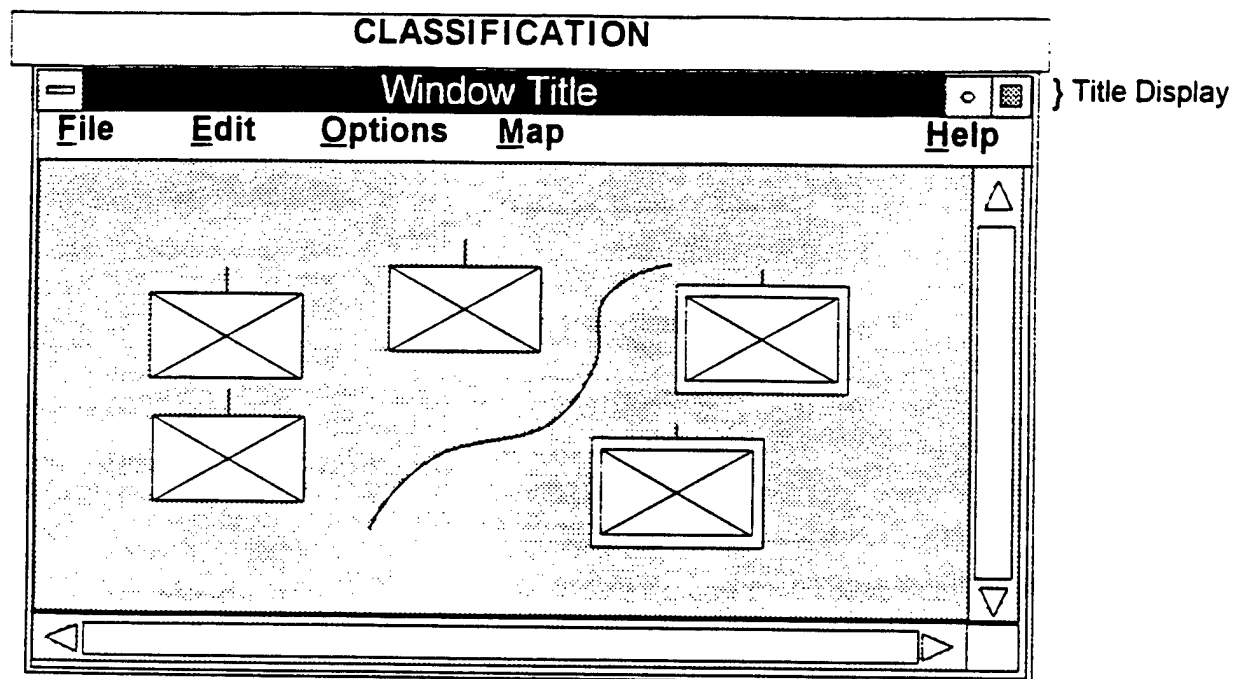 CLASSIFICATION
Window Title
} Title Display
File Edit Options Map Help